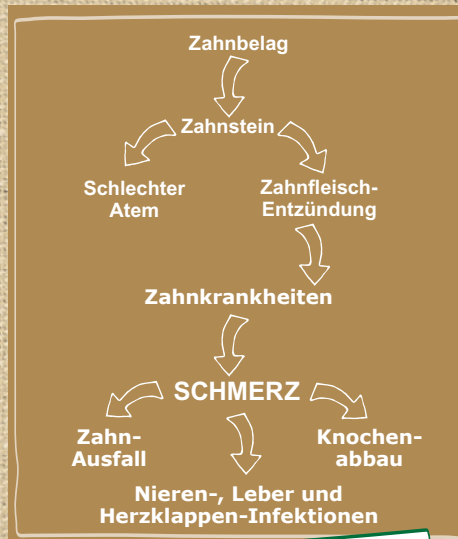 Zahnbelag
Zahnstein
Schlechter
Atem
Zahnfleisch-
Entzündung
Zahnkrankheiten
SCHMERZ
Zahn-
Ausfall
Knochen-
abbau
Nieren-, Leber und
Herzklappen-Infektionen